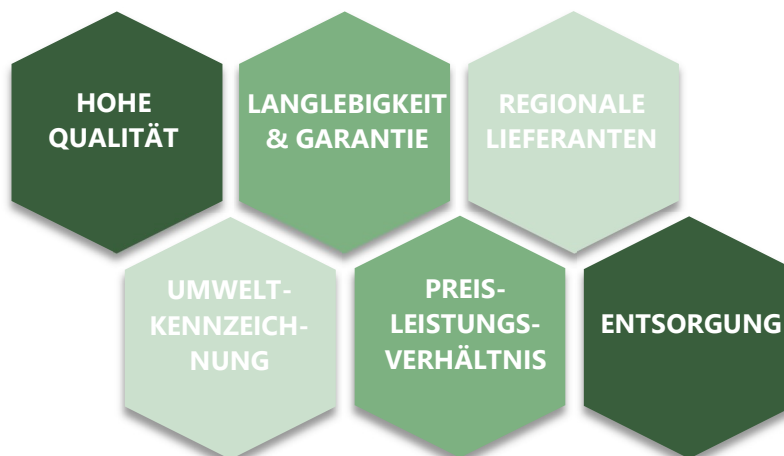 HOHE
QUALITÄT
LANGLEBIGKEIT
& GARANTIE
REGIONALE
LIEFERANTEN
UMWELT-
KENNZEICH-
NUNG
PREIS-
LEISTUNGS-
VERHÄLTNIS
ENTSORGUNG